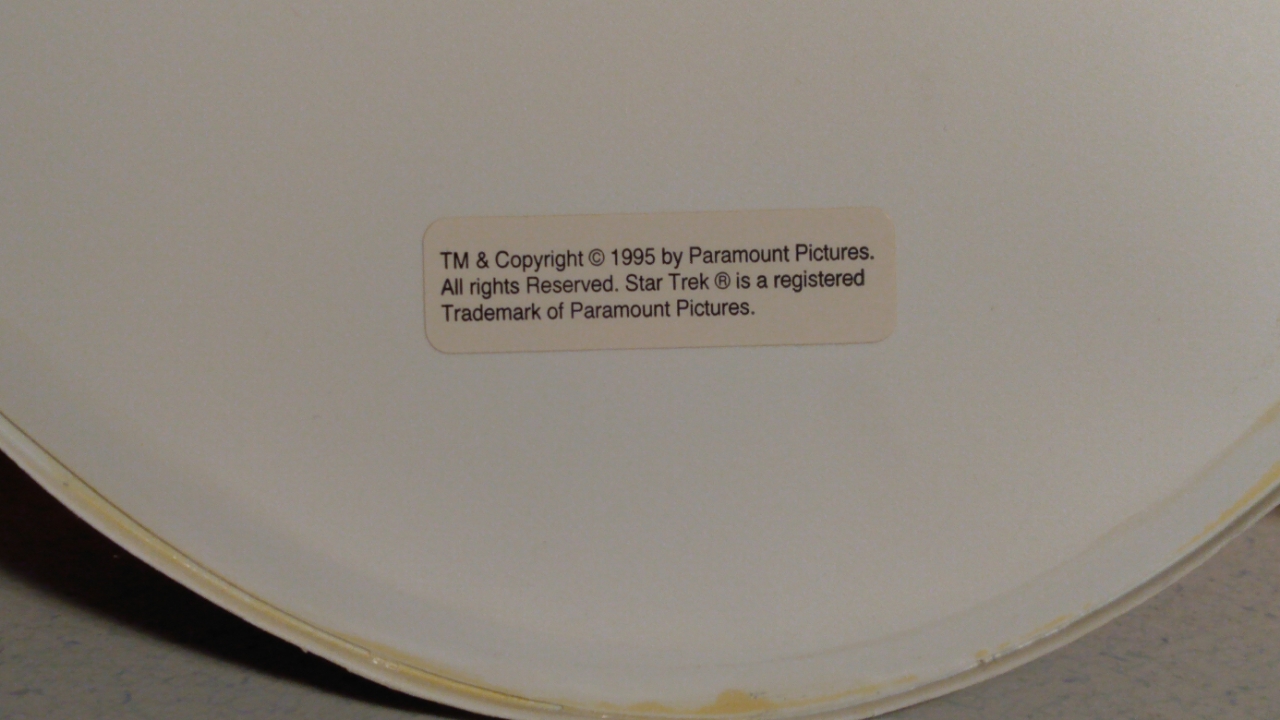 TM & Copyright © 1995 by Paramount Pictures.
All rights Reserved. Star Trek ® is a registered
Trademark of Paramount Pictures.